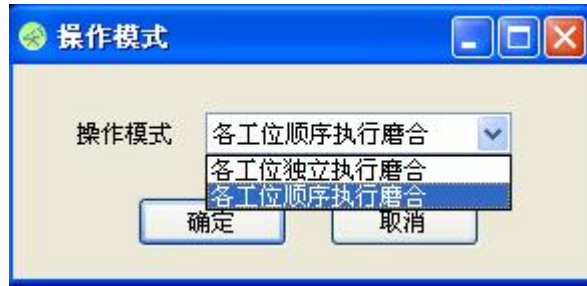 操作模式
操作模式 各工位顺序执行磨合
各工位独立执行磨合
各工位顺序执行磨合
确定 取消